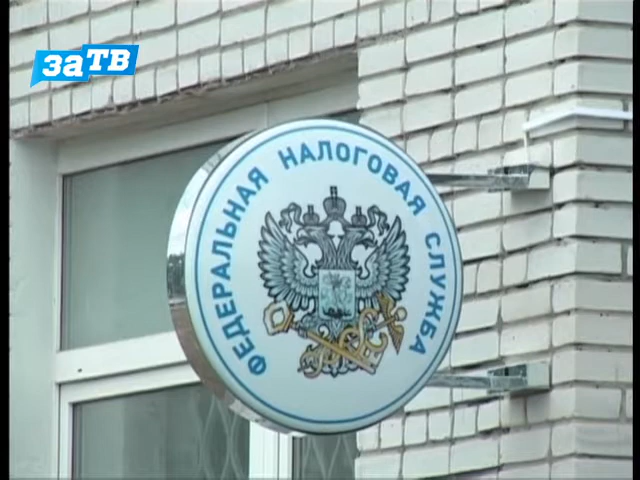 заТВ
ФЕДЕРАЛЬНАЯ НАЛОГОВАЯ СЛУЖБА